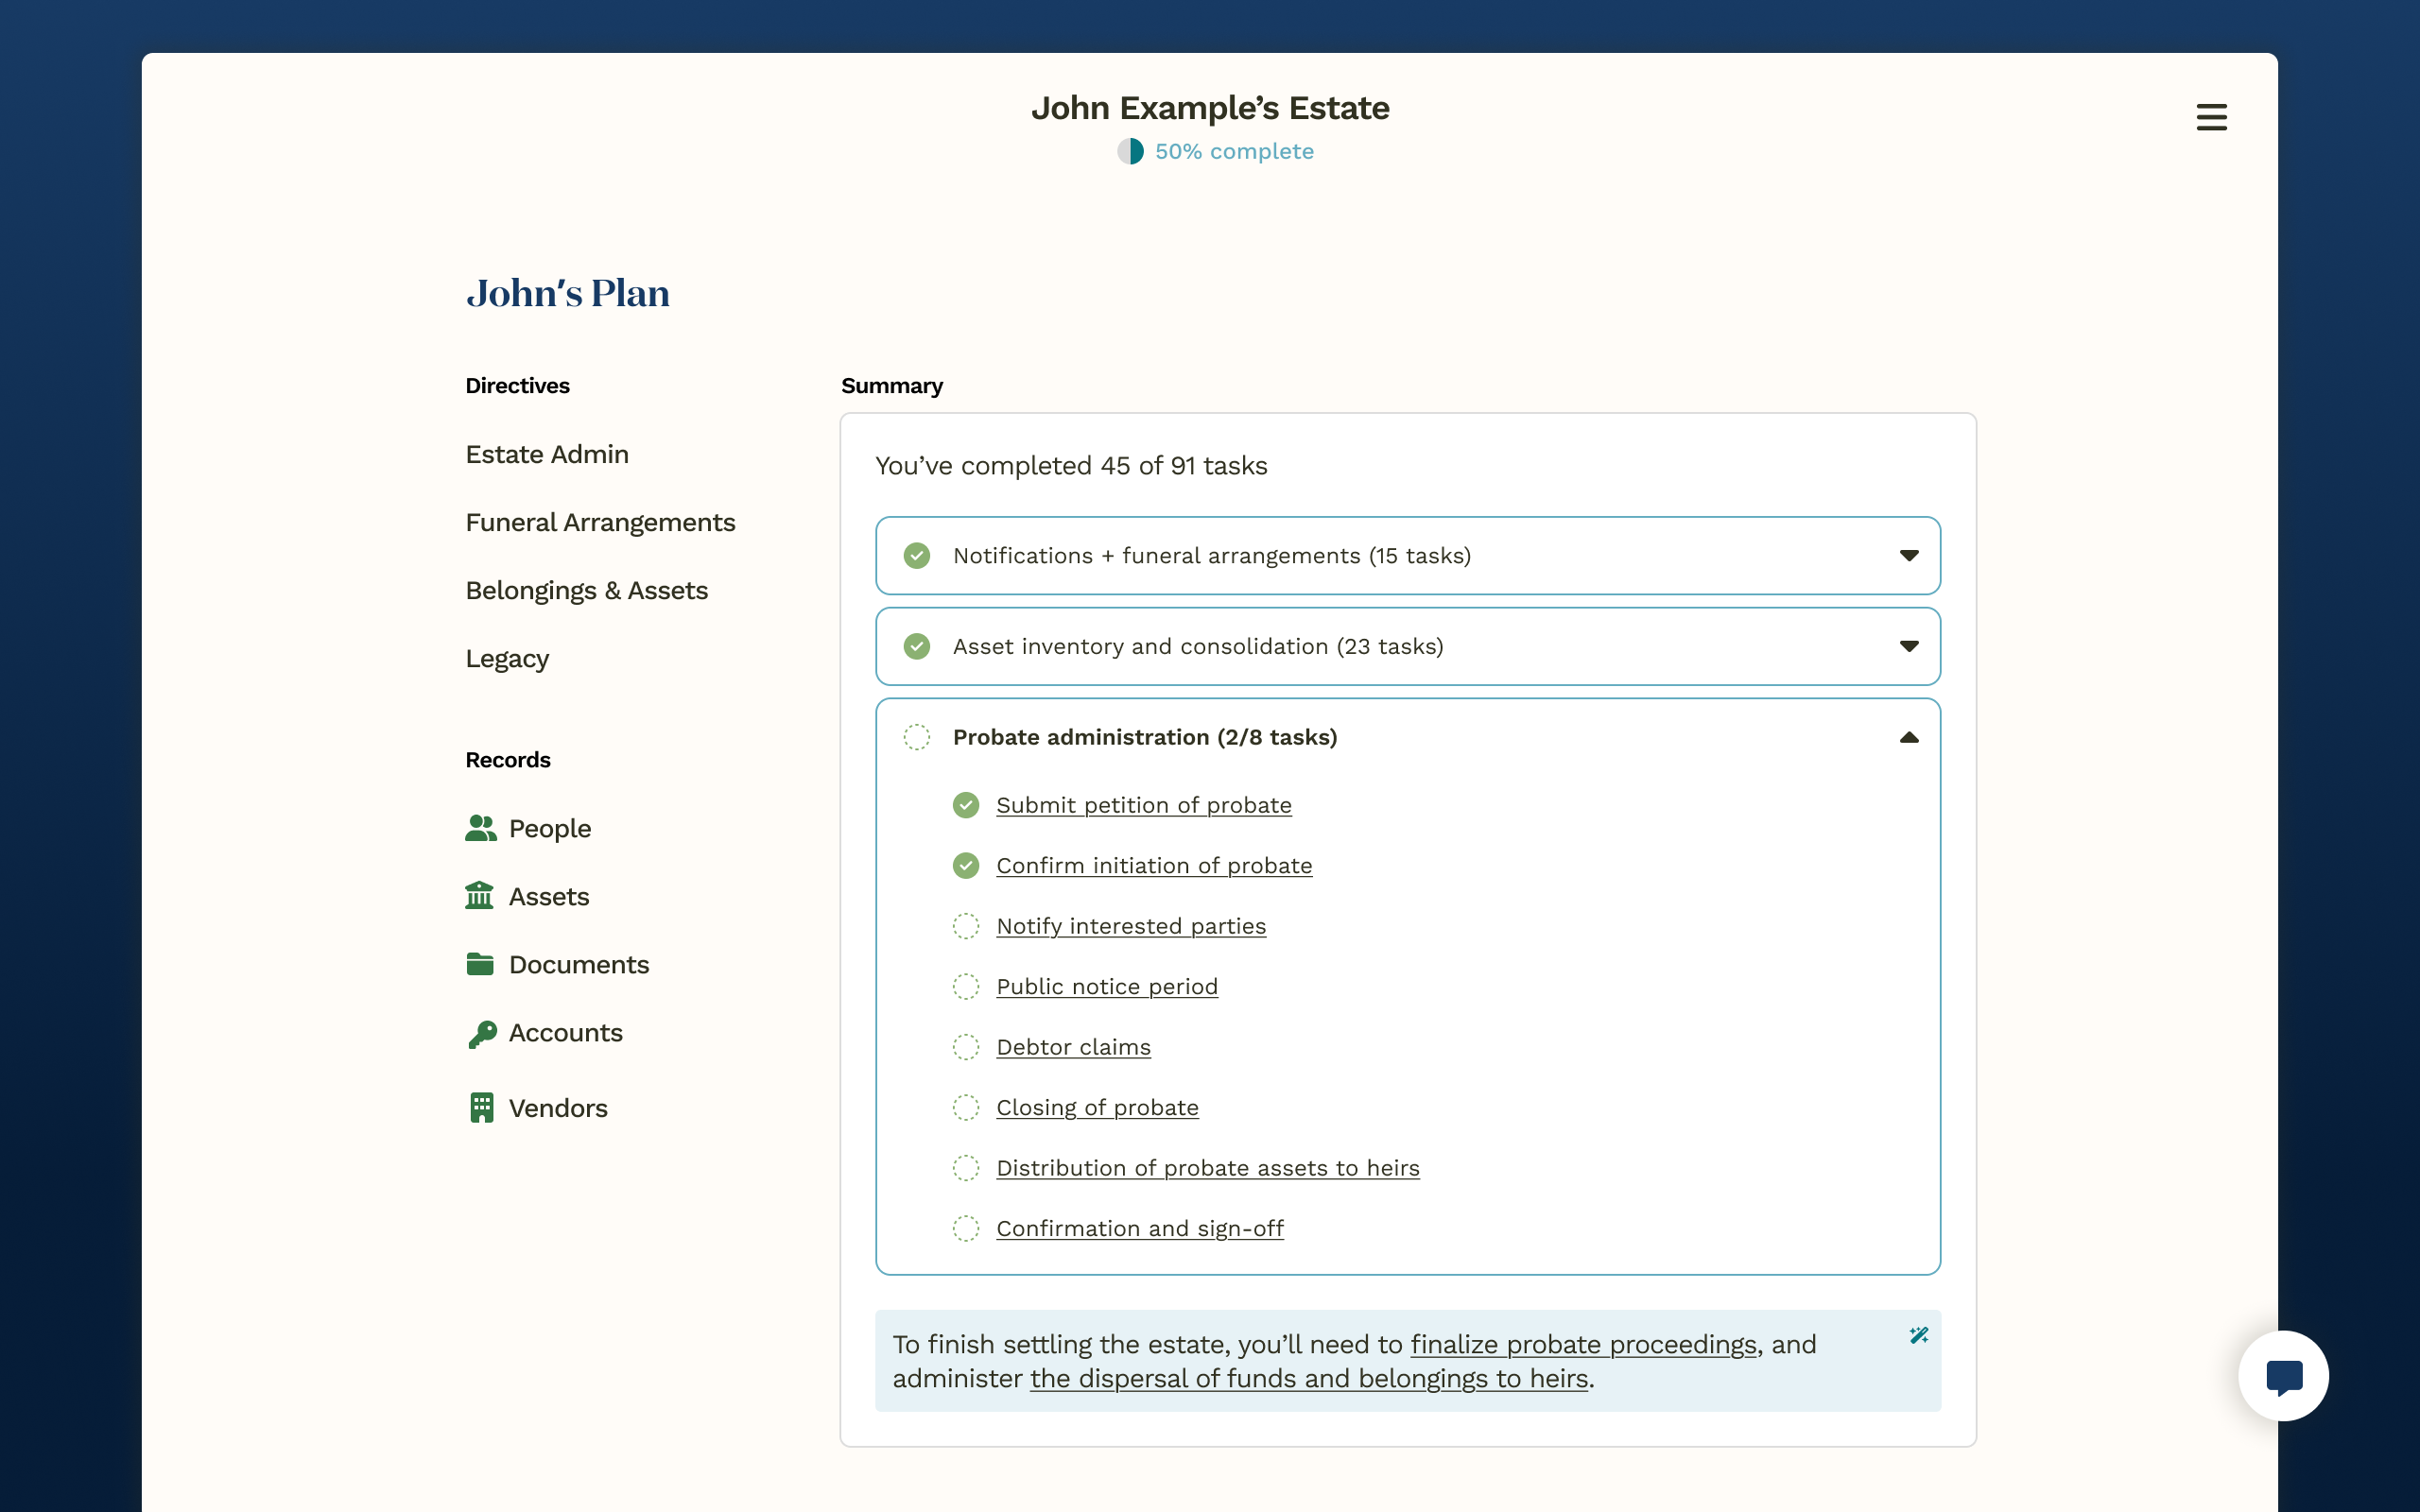 John Example’s Estate
50% complete
John’s Plan
Directives
Estate Admin
Funeral Arrangements
Belongings & Assets
Legacy
Records
People
Assets
Documents
Accounts
Vendors
Summary
You’ve completed 45 of 91 tasks
Notifications + funeral arrangements (15 tasks)
Asset inventory and consolidation (23 tasks)
Probate administration (2/8 tasks)
Submit petition of probate
Confirm initiation of probate
Notify interested parties
Public notice period
Debtor claims
Closing of probate
Distribution of probate assets to heirs
Confirmation and sign-off
To finish settling the estate, you’ll need to finalize probate proceedings, and
administer the dispersal of funds and belongings to heirs.